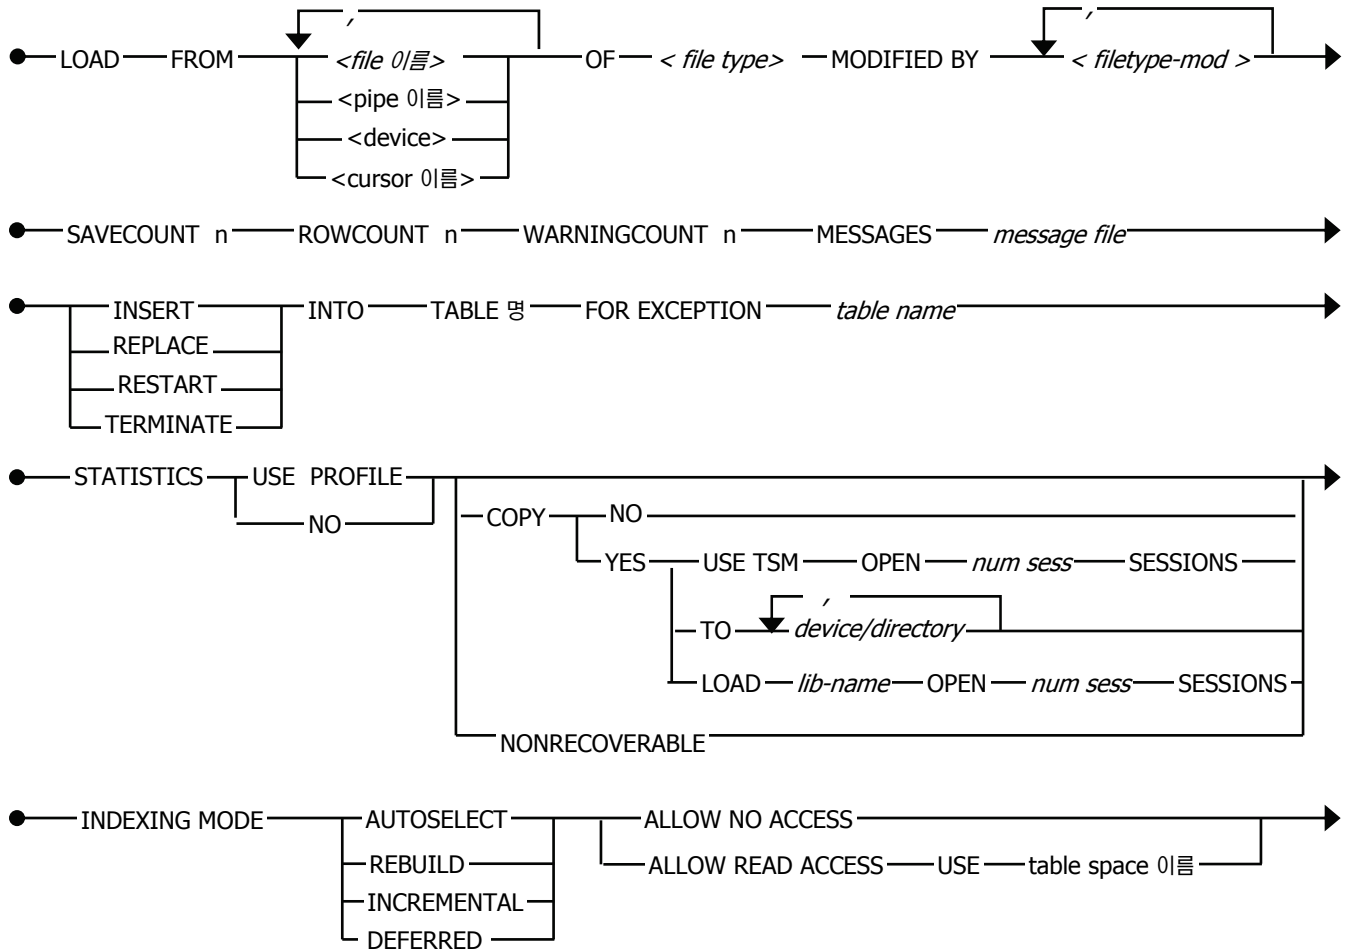 , ,
LOAD FROM <file 이름> OF < file type> MODIFIED BY < filetype-mod >
<pipe 이름>
<device>
<cursor 이름>
SAVECOUNT n ROWCOUNT n WARNINGCOUNT n MESSAGES message file
INSERT INTO TABLE 명 FOR EXCEPTION table name
REPLACE
RESTART
TERMINATE
STATISTICS USE PROFILE
NO
COPY NO
YES USE TSM OPEN num sess SESSIONS
,
TO device/directory
LOAD lib-name OPEN num sess SESSIONS
NONRECOVERABLE
INDEXING MODE AUTOSELECT ALLOW NO ACCESS
REBUILD ALLOW READ ACCESS USE table space 이름
INCREMENTAL
DEFERRED